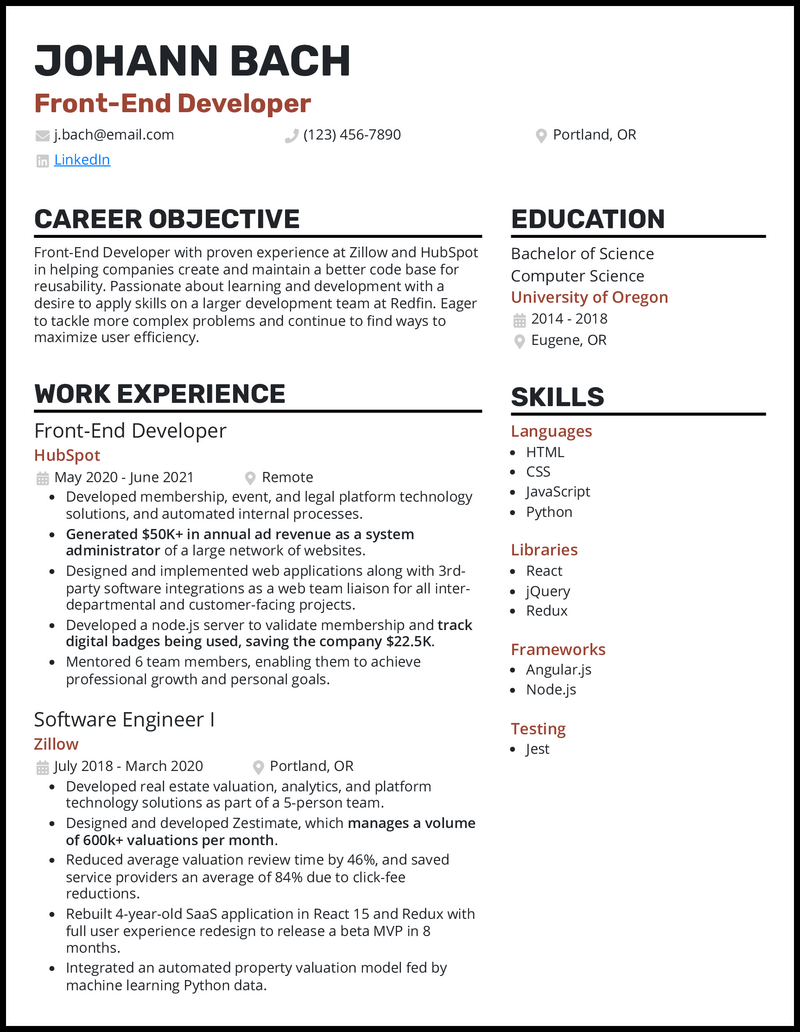 JOHANN BACH
Front-End Developer
j.bach@email.com
(123) 456-7890
Portland, OR
LinkedIn
CAREER OBJECTIVE
Front-End Developer with proven experience at Zillow and HubSpot
in helping companies create and maintain a better code base for
reusability. Passionate about learning and development with a
desire to apply skills on a larger development team at Redfin. Eager
to tackle more complex problems and continue to find ways to
maximize user efficiency.
WORK EXPERIENCE
Front-End Developer
HubSpot
May 2020 - June 2021
Remote
• Developed membership, event, and legal platform technology
solutions, and automated internal processes.
• Generated $50K+ in annual ad revenue as a system
administrator of a large network of websites.
• Designed and implemented web applications along with 3rd-
party software integrations as a web team liaison for all inter-
departmental and customer-facing projects.
• Developed a node.js server to validate membership and track
digital badges being used, saving the company $22.5K.
• Mentored 6 team members, enabling them to achieve
professional growth and personal goals.
Software Engineer I
Zillow
July 2018 - March 2020
Portland, OR
• Developed real estate valuation, analytics, and platform
technology solutions as part of a 5-person team.
• Designed and developed Zestimate, which manages a volume
of 600k+ valuations per month.
• Reduced average valuation review time by 46%, and saved
service providers an average of 84% due to click-fee
reductions.
• Rebuilt 4-year-old SaaS application in React 15 and Redux with
full user experience redesign to release a beta MVP in 8
months.
• Integrated an automated property valuation model fed by
machine learning Python data.
EDUCATION
Bachelor of Science
Computer Science
University of Oregon
2014 - 2018
Eugene, OR
SKILLS
Languages
• HTML
• CSS
• JavaScript
• Python
Libraries
• React
• jQuery
• Redux
Frameworks
• Angular.js
• Node.js
Testing
• Jest